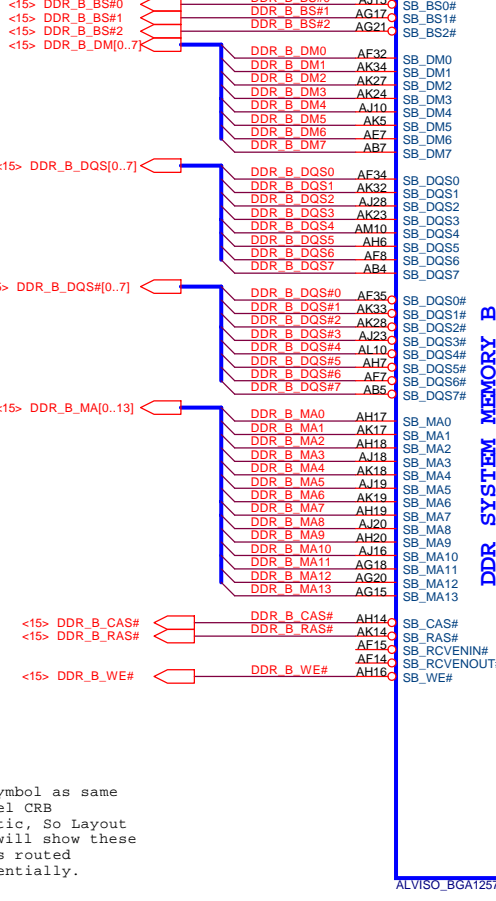 <15> DDR_B_BS#0 SB_BS0#
<15> DDR_B_BS#1 DDR_B_BS#1 AG17 SB_BS1#
<15> DDR_B_BS#2 DDR_B_BS#2 AG21 SB_BS2#
<15> DDR_B_DM[0..7]
DDR_B_DM0 AF32 SB_DM0
DDR_B_DM1 AK34 SB_DM1
DDR_B_DM2 AK27 SB_DM2
DDR_B_DM3 AK24 SB_DM3
DDR_B_DM4 AJ10 SB_DM4
DDR_B_DM5 AK5 SB_DM5
DDR_B_DM6 AE7 SB_DM6
DDR_B_DM7 AB7 SB_DM7
<15> DDR_B_DQS[0..7]
DDR_B_DQS0 AF34 SB_DQS0
DDR_B_DQS1 AK32 SB_DQS1
DDR_B_DQS2 AJ28 SB_DQS2
DDR_B_DQS3 AK23 SB_DQS3
DDR_B_DQS4 AM10 SB_DQS4
DDR_B_DQS5 AH6 SB_DQS5
DDR_B_DQS6 AF8 SB_DQS6
DDR_B_DQS7 AB4 SB_DQS7
5> DDR_B_DQS#[0..7]
DDR_B_DQS#0 AF35 SB_DQS0#
DDR_B_DQS#1 AK33 SB_DQS1#
DDR_B_DQS#2 AK28 SB_DQS2#
DDR_B_DQS#3 AJ23 SB_DQS3#
DDR_B_DQS#4 AL10 SB_DQS4#
DDR_B_DQS#5 AH7 SB_DQS5#
DDR_B_DQS#6 AF7 SB_DQS6#
DDR_B_DQS#7 AB5 SB_DQS7#
<15> DDR_B_MA[0..13]
DDR_B_MA0 AH17 SB_MA0
DDR_B_MA1 AK17 SB_MA1
DDR_B_MA2 AH18 SB_MA2
DDR_B_MA3 AJ18 SB_MA3
DDR_B_MA4 AK18 SB_MA4
DDR_B_MA5 AJ19 SB_MA5
DDR_B_MA6 AK19 SB_MA6
DDR_B_MA7 AH19 SB_MA7
DDR_B_MA8 AJ20 SB_MA8
DDR_B_MA9 AH20 SB_MA9
DDR_B_MA10 AJ16 SB_MA10
DDR_B_MA11 AG18 SB_MA11
DDR_B_MA12 AG20 SB_MA12
DDR_B_MA13 AG15 SB_MA13
DDR SYSTEM MEMORY B
<15> DDR_B_CAS# DDR_B_CAS# AH14 SB_CAS#
<15> DDR_B_RAS# DDR_B_RAS# AK14 SB_RAS#
AF15 SB_RCVENIN#
AF14 SB_RCVENOUT#
<15> DDR_B_WE# DDR_B_WE# AH16 SB_WE#
ymbol as same
el CRB
tic, So Layout
will show these
s routed
entially.
ALVISO_BGA1257